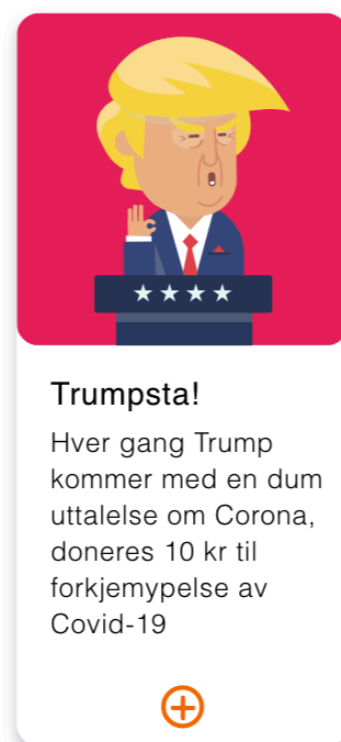 Trumpsta!
Hver gang Trump
kommer med en dum
uttalelse om Corona,
doneres 10 kr til
forkjemypelse av
Covid-19